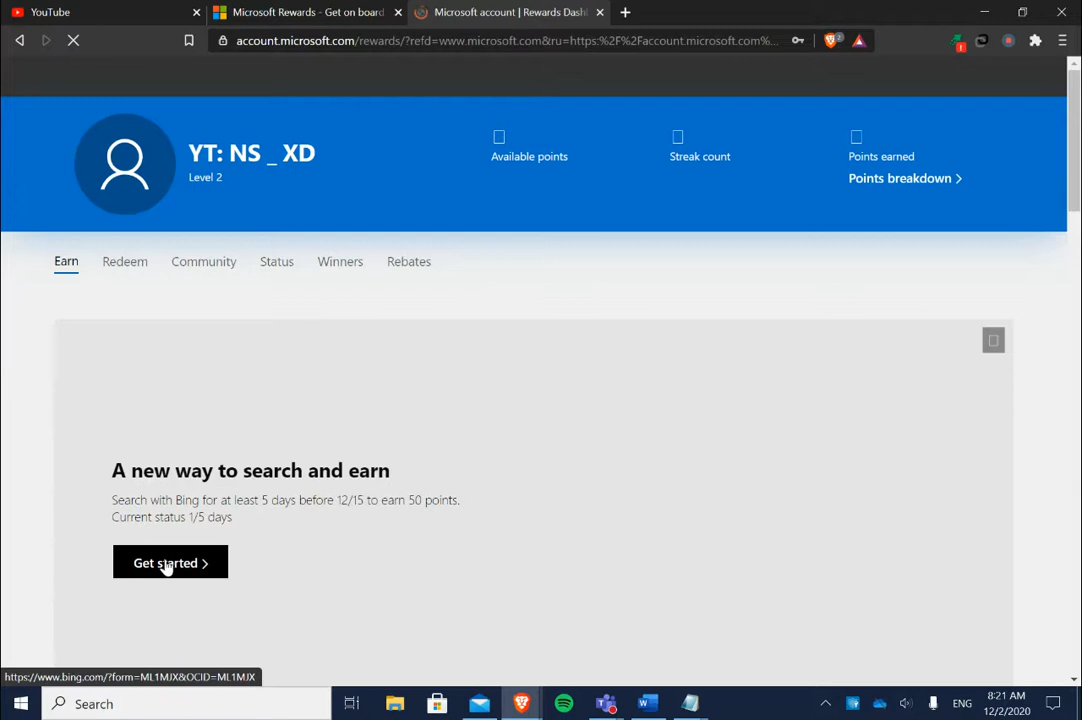 YouTube
Microsoft Rewards - Get on board
Microsoft account | Rewards Dash
account.microsoft.com/rewards/?refd=www.microsoft.com&ru=https:%2F%2Faccount.microsoft.com%...
2
YT: NS _ XD
Level 2
Available points
Streak count
Points earned
Points breakdown >
Earn
Redeem
Community
Status
Winners
Rebates
A new way to search and earn
Search with Bing for at least 5 days before 12/15 to earn 50 points.
Current status 1/5 days
Get started >
https://www.bing.com/?form=ML1MJX&OCID=ML1MJX
Search
ENG
8:21 AM
12/2/2020